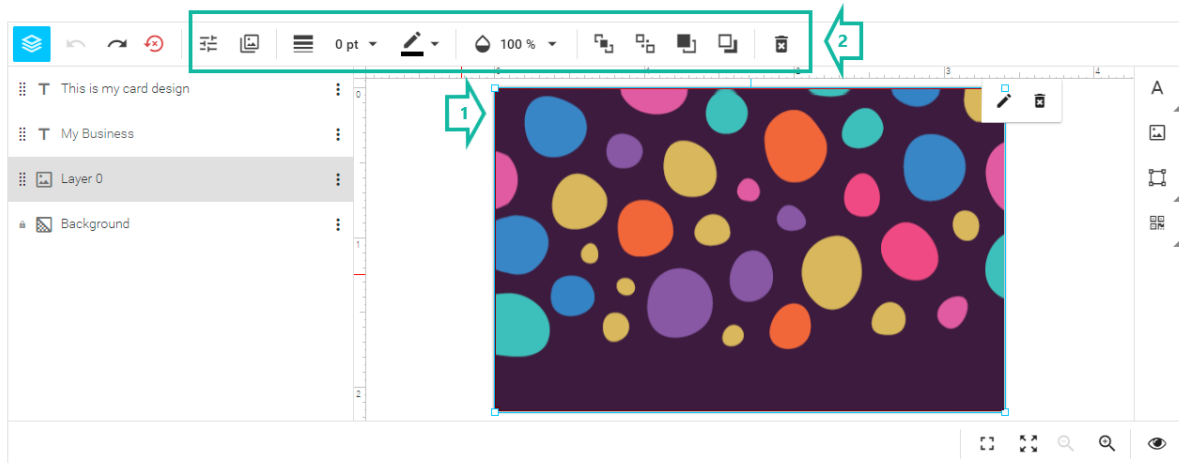 0 pt
100 %
2
0 1 2 3 4
This is my card design
0
1
A
My Business
T
Layer 0
Background
1
2